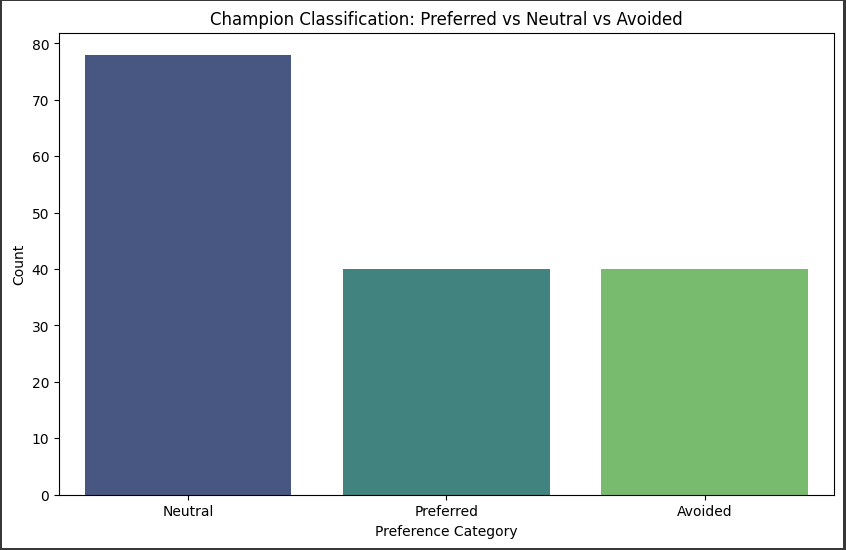 Champion Classification: Preferred vs Neutral vs Avoided
80
70
60
50
40
30
20
10
0
Count
Neutral
Preferred
Avoided
Preference Category